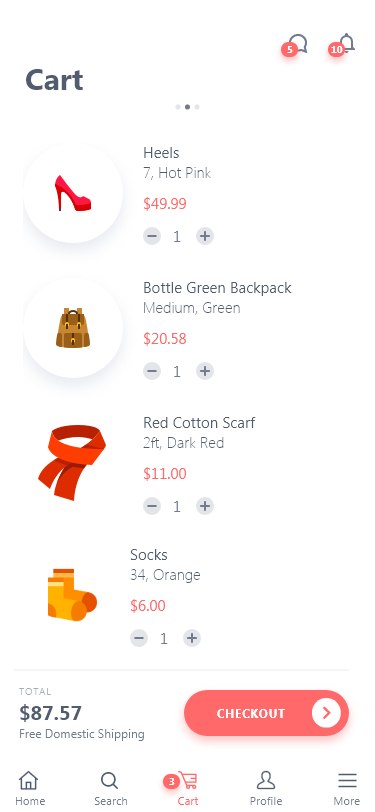 5
10
Cart
Heels
7, Hot Pink
$49.99
1
Bottle Green Backpack
Medium, Green
$20.58
1
Red Cotton Scarf
2ft, Dark Red
$11.00
1
Socks
34, Orange
$6.00
1
TOTAL
$87.57
Free Domestic Shipping
CHECKOUT
3
Home
Search
Cart
Profile
More